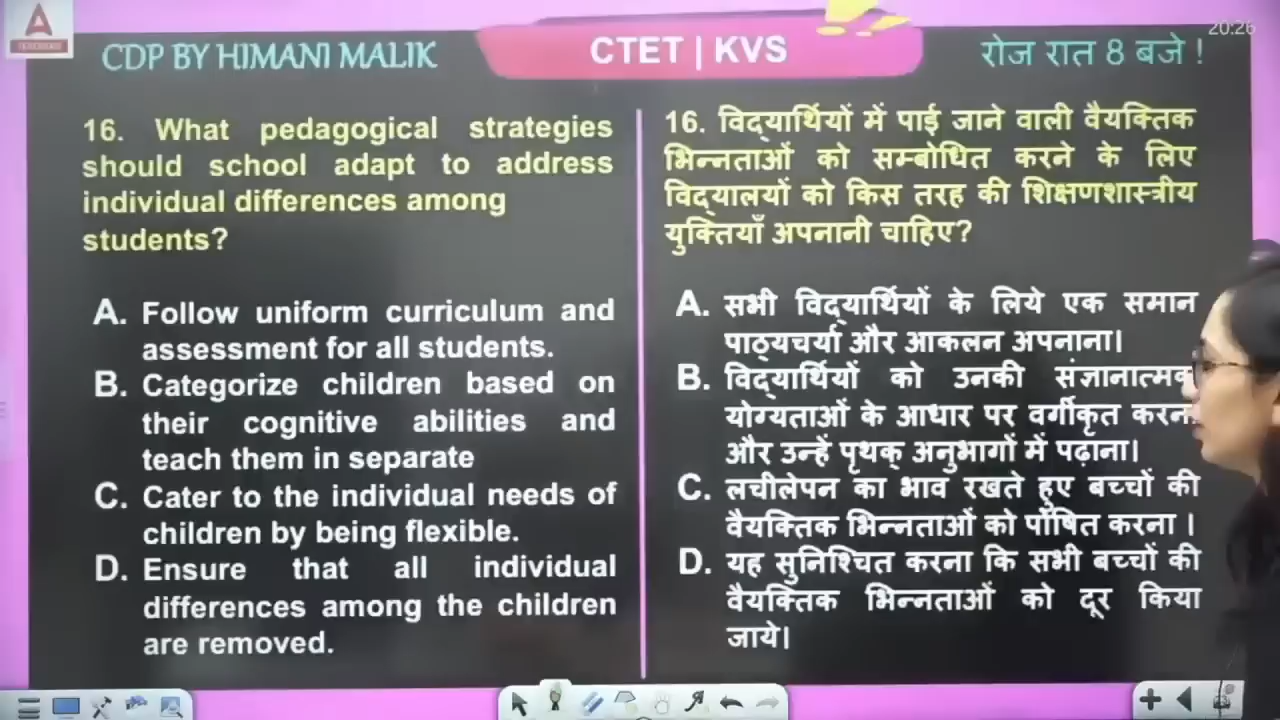 A
CDP BY HIMANI MALIK
CTET | KVS
रोज रात 8 बजे !
20:26
16. What pedagogical strategies
should school adapt to address
individual differences among
students?
A. Follow uniform curriculum and
assessment for all students.
B. Categorize children based on
their cognitive abilities and
teach them in separate
C. Cater to the individual needs of
children by being flexible.
D. Ensure that all individual
differences among the children
are removed.
16. विद्यार्थियों में पाई जाने वाली वैयक्तिक
भिन्नताओं को सम्बोधित करने के लिए
विद्यालयों को किस तरह की शिक्षणशास्त्रीय
युक्तियाँ अपनानी चाहिए?
A. सभी विद्यार्थियों के लिये एक समान
पाठ्यचर्या और आकलन अपनाना।
B. विद्यार्थियों को उनकी संज्ञानात्मक
योग्यताओं के आधार पर वर्गीकृत
और उन्हें पृथक् अनुभागों में पढ़ाना।
C. लचीलेपन का भाव रखते हुए बच्चों की
वैयक्तिक भिन्नताओं को पोषित करना ।
D. यह सुनिश्चित करना कि सभी बच्चों की
वैयक्तिक भिन्नताओं को दूर किया
जाये।